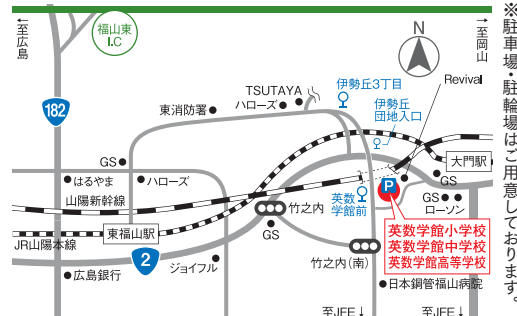 ←至広島
福山東
I.C
至岡山→
※駐車場・駐輪場はご用意しております。
182
TSUTAYA
ハローズ
東消防署
伊勢丘3丁目
Revival
伊勢丘
団地入口
大門駅
GS
GS
GS
ローソン
はるやま
ハローズ
山陽新幹線
英数
学館前
P
竹之内
GS
東福山駅
JR山陽本線
2
英数学館小学校
英数学館中学校
英数学館高等学校
広島銀行
ジョイフル
竹之内(南)
日本鋼管福山病院
至JFE↓
至JFE↓
N